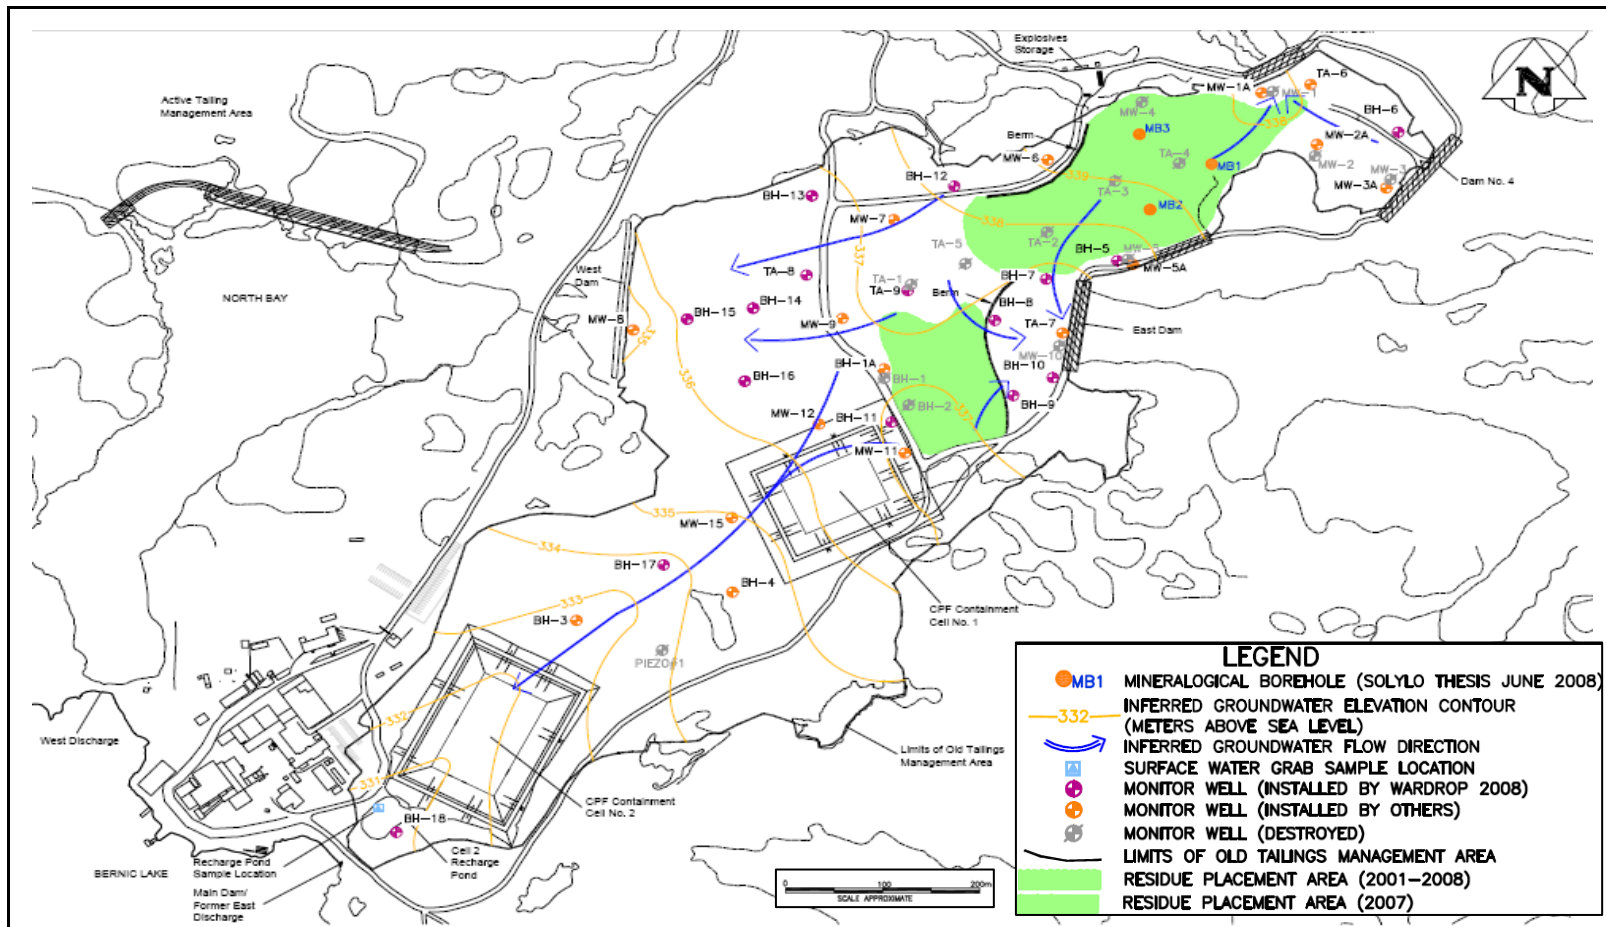 Explosives
Storage
N
TA-6
MW-1A
MW-1
Active Tailing
Management Area
MW-4
BH-6
338
MB3
MW-2A
Berm
MW-6
TA-4
MB1
MW-2
MW-3
339
BH-12
TA-3
Dam No. 4
MW-3A
BH-13
MB2
MW-7
338
TA-5
TA-2
337
BH-5
MW-5
MW-5A
West
Dam
TA-8
TA-1
BH-7
TA-9
Berm
NORTH BAY
BH-14
BH-8
BH-15
MW-8
MW-9
TA-7
East Dam
335
MW-10
BH-1A
BH-10
336
BH-16
BH-1
BH-9
BH-2
MW-12
BH-11
337
MW-11
335
MW-15
334
BH-17
BH-4
333
CPF Containment
Cell No. 1
BH-3
PIEZO#1
332
West Discharge
Limits of Old Tailings
Management Area
331
CPF Containment
Cell No. 2
BH-18
Cell 2
Recharge
Pond
BERNIC LAKE
Recharge Pond
Sample Location
Main Dam/
Former East
Discharge
0 100 200m
SCALE APPROXIMATE
LEGEND
MB1 MINERALOGICAL BOREHOLE (SOLYLO THESIS JUNE 2008)
332 INFERRED GROUNDWATER ELEVATION CONTOUR
(METERS ABOVE SEA LEVEL)
INFERRED GROUNDWATER FLOW DIRECTION
SURFACE WATER GRAB SAMPLE LOCATION
MONITOR WELL (INSTALLED BY WARDROP 2008)
MONITOR WELL (INSTALLED BY OTHERS)
MONITOR WELL (DESTROYED)
LIMITS OF OLD TAILINGS MANAGEMENT AREA
RESIDUE PLACEMENT AREA (2001-2008)
RESIDUE PLACEMENT AREA (2007)